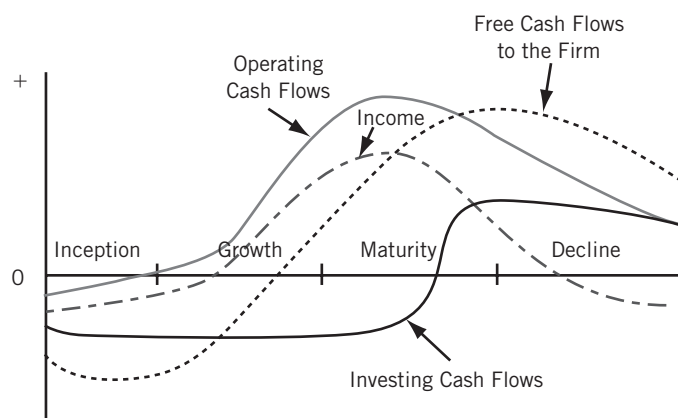 Free Cash Flows
to the Firm
Operating
Cash Flows
+
Income
Inception
Growth
Maturity
Decline
0
Investing Cash Flows